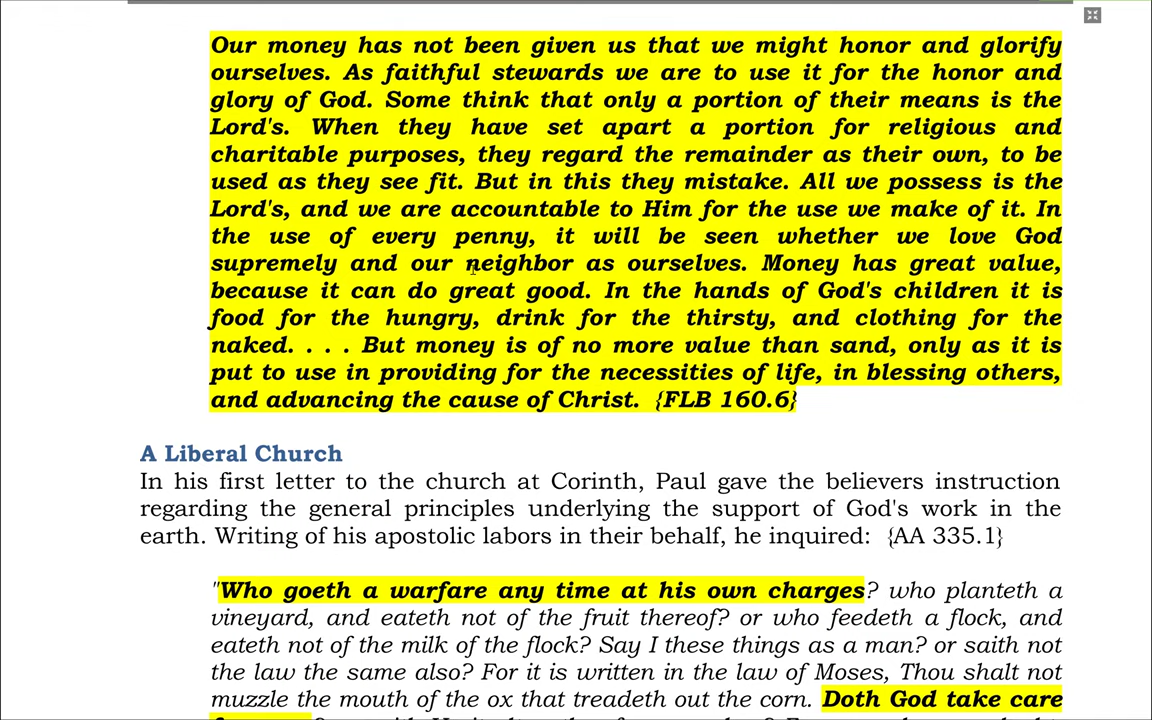 Our money has not been given us that we might honor and glorify
ourselves. As faithful stewards we are to use it for the honor and
glory of God. Some think that only a portion of their means is the
Lord's. When they have set apart a portion for religious and
charitable purposes, they regard the remainder as their own, to be
used as they see fit. But in this they mistake. All we possess is the
Lord's, and we are accountable to Him for the use we make of it. In
the use of every penny, it will be seen whether we love God
supremely and our neighbor as ourselves. Money has great value,
because it can do great good. In the hands of God's children it is
food for the hungry, drink for the thirsty, and clothing for the
naked. . . . But money is of no more value than sand, only as it is
put to use in providing for the necessities of life, in blessing others,
and advancing the cause of Christ. {FLB 160.6}
A Liberal Church
In his first letter to the church at Corinth, Paul gave the believers instruction
regarding the general principles underlying the support of God's work in the
earth. Writing of his apostolic labors in their behalf, he inquired: {AA 335.1}
"Who goeth a warfare any time at his own charges? who planteth a
vineyard, and eateth not of the fruit thereof? or who feedeth a flock, and
eateth not of the milk of the flock? Say I these things as a man? or saith not
the law the same also? For it is written in the law of Moses, Thou shalt not
muzzle the mouth of the ox that treadeth out the corn. Doth God take care